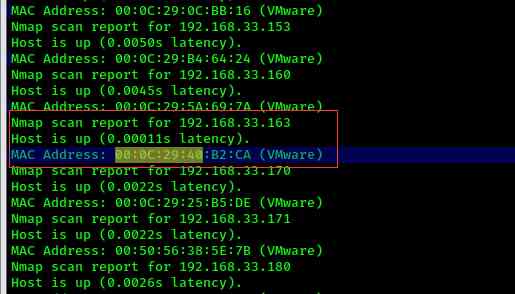 MAC Address: 00:0C:29:0C:BB:16 (VMware)
Nmap scan report for 192.168.33.153
Host is up (0.0050s latency).
MAC Address: 00:0C:29:B4:64:24 (VMware)
Nmap scan report for 192.168.33.160
Host is up (0.0045s latency).
MAC Address: 00:0C:29:5A:69:7A (VMware)
Nmap scan report for 192.168.33.163
Host is up (0.00011s latency).
MAC Address: 00:0C:29:40:B2:CA (VMware)
Nmap scan report for 192.168.33.170
Host is up (0.0022s latency).
MAC Address: 00:0C:29:25:B5:DE (VMware)
Nmap scan report for 192.168.33.171
Host is up (0.0022s latency).
MAC Address: 00:50:56:3B:5E:7B (VMware)
Nmap scan report for 192.168.33.180
Host is up (0.0026s latency).